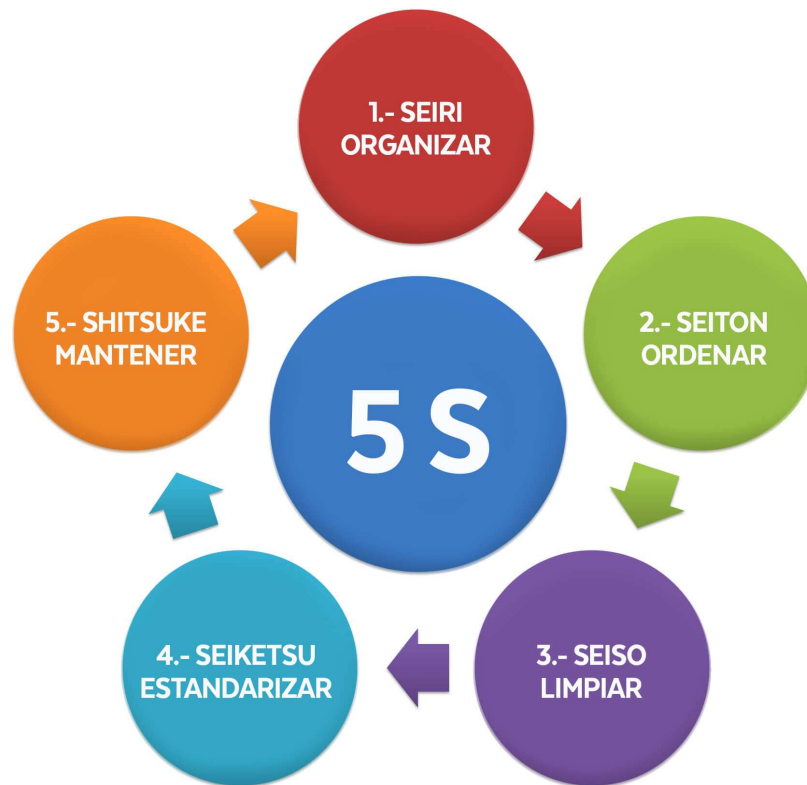 1.- SEIRI
ORGANIZAR
2.- SEITON
ORDENAR
3.- SEISO
LIMPIAR
4.- SEIKETSU
ESTANDARIZAR
5.- SHITSUKE
MANTENER
5 S